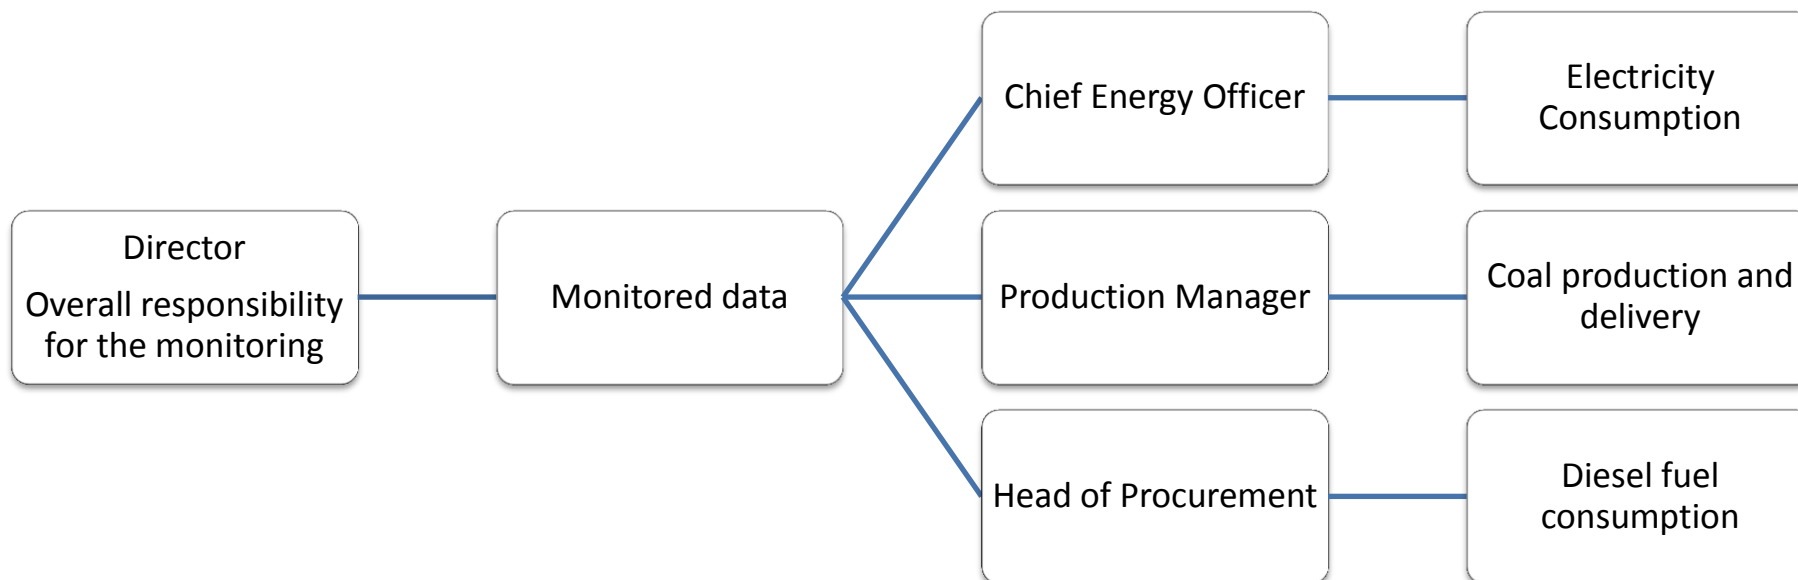 Director
Overall responsibility
for the monitoring
Monitored data
Chief Energy Officer
Electricity
Consumption
Production Manager
Coal production and
delivery
Head of Procurement
Diesel fuel
consumption